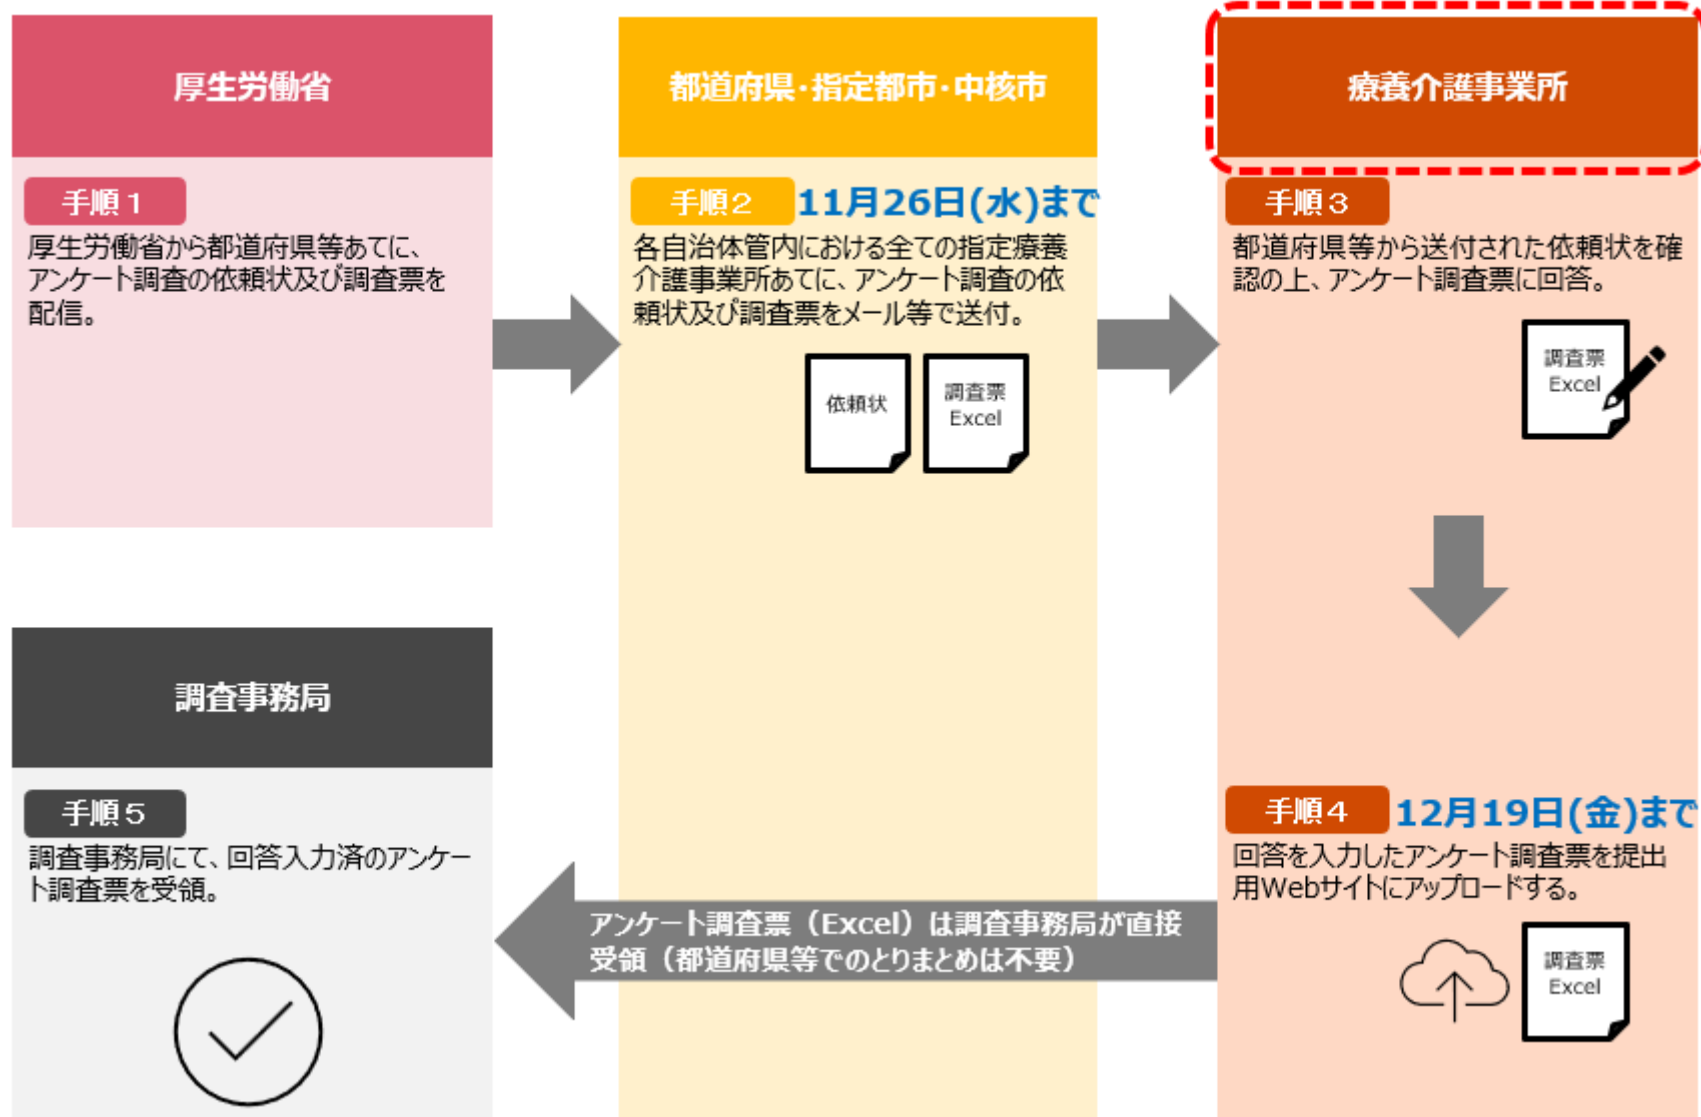 厚生労働省
手順1
厚生労働省から都道府県等あてに、
アンケート調査の依頼状及び調査票を
配信。
都道府県・指定都市・中核市
手順2
11月26日(水)まで
各自治体管内における全ての指定療養
介護事業所あてに、アンケート調査の依
頼状及び調査票をメール等で送付。
依頼状
調査票
Excel
療養介護事業所
手順3
都道府県等から送付された依頼状を確
認の上、アンケート調査票に回答。
調査票
Excel
手順4
12月19日(金)まで
回答を入力したアンケート調査票を提出
用Webサイトにアップロードする。
調査票
Excel
アンケート調査票（Excel）は調査事務局が直接
受領（都道府県等でのとりまとめは不要）
調査事務局
手順5
調査事務局にて、回答入力済のアンケー
ト調査票を受領。